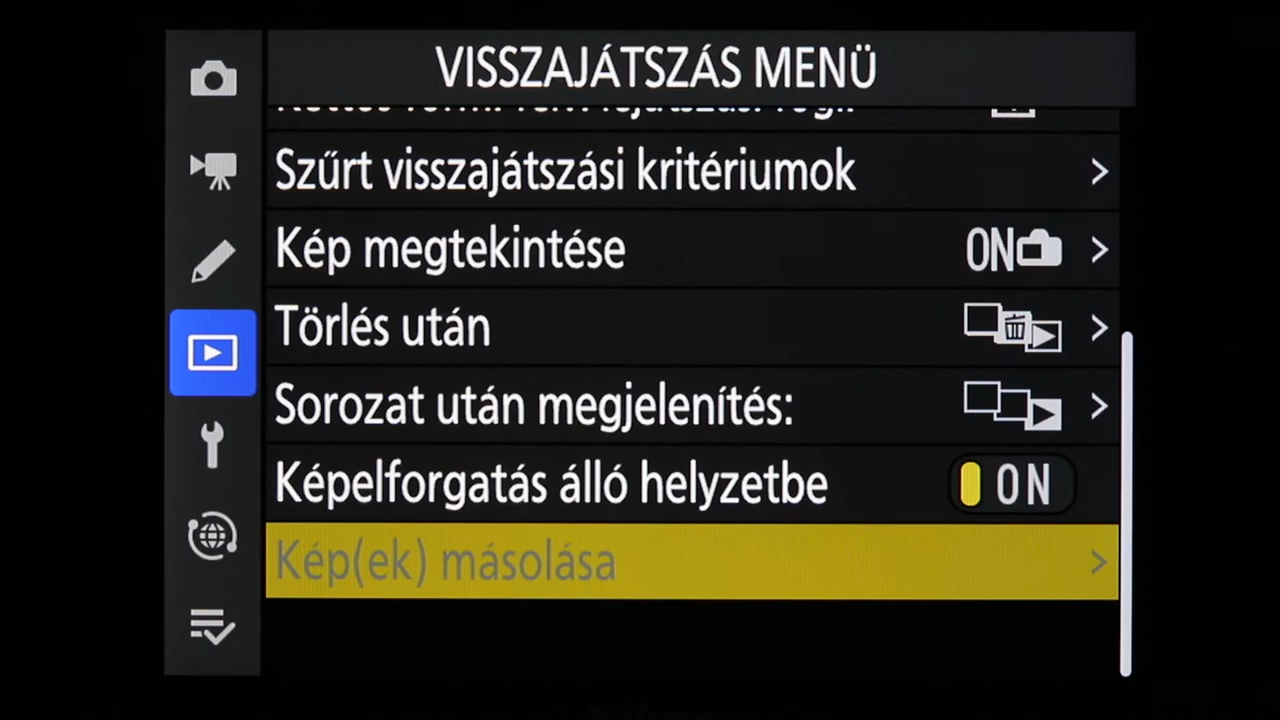 VISSZAJÁTSZÁS MENÜ
Szűrt visszajátszási kritériumok
Kép megtekintése ON
Törlés után
Sorozat után megjelenítés:
Képelforgatás álló helyzetbe ON
Kép(ek) másolása